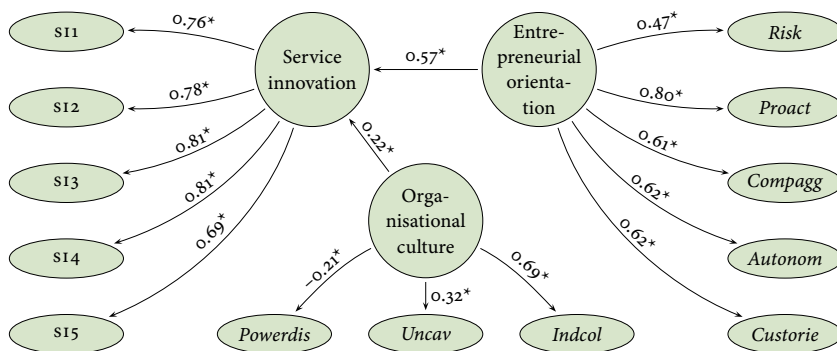 SI1
0.76*
Service
innovation
Entre-
preneurial
orienta-
tion
0.47*
Risk
SI2
0.78*
0.57*
0.80*
Proact
SI3
0.81*
0.22*
0.61*
Compagg
SI4
0.81*
Orga-
nisational
culture
0.62*
Autonom
SI5
0.69*
–0.21*
Powerdis
0.32*
Uncav
0.69*
Indcol
0.62*
Custorie